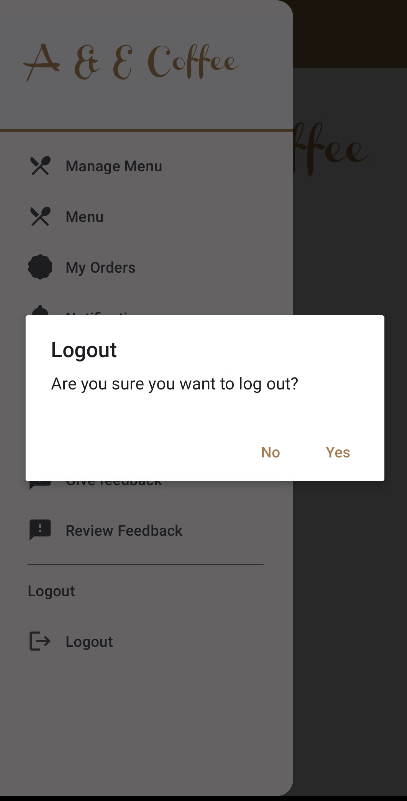 A & E Coffee
ffee
Manage Menu
Menu
My Orders
Logout
Are you sure you want to log out?
No
Yes
Give feedback
Review Feedback
Logout
Logout